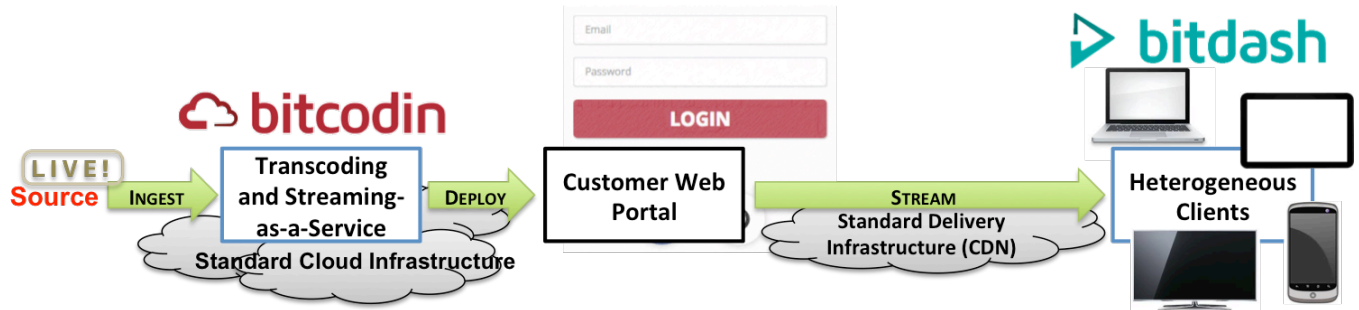 Email
Password
LOGIN
bitcodin
bitdash
LIVE!
Source
INGEST
Transcoding
and Streaming-
as-a-Service
DEPLOY
Standard Cloud Infrastructure
Customer Web
Portal
STREAM
Standard Delivery
Infrastructure (CDN)
Heterogeneous
Clients